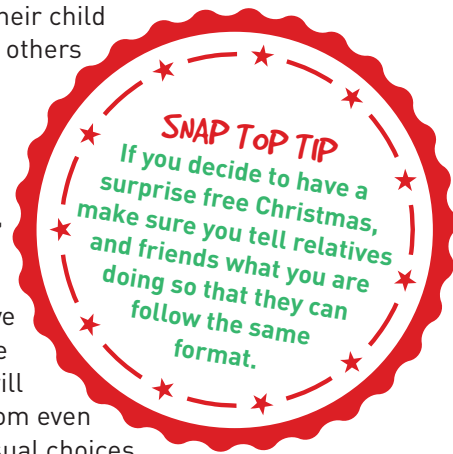 heir child
others
SNAP TOP TIP
If you decide to have a
surprise free Christmas,
make sure you tell relatives
and friends what you are
doing so that they can
follow the same
format.
ve
e
ill
om even
sual choices